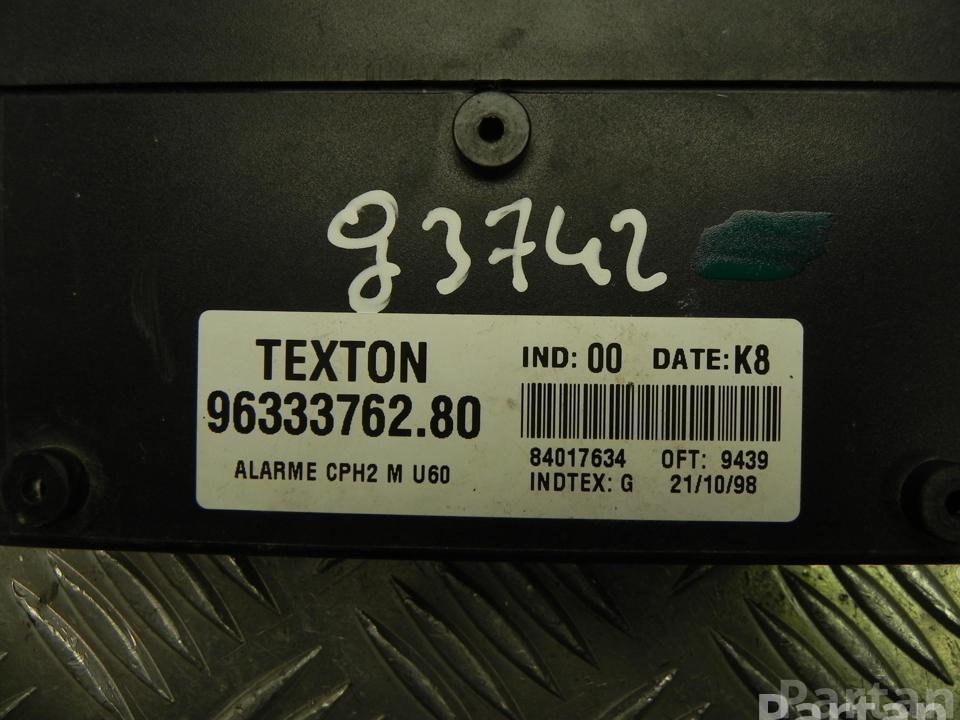 93742
TEXTON
96333762.80
ALARME CPH2 M U60
IND: 00 DATE: K8
84017634 OFT: 9439
INDTEX: G 21/10/98
Partan
Partan